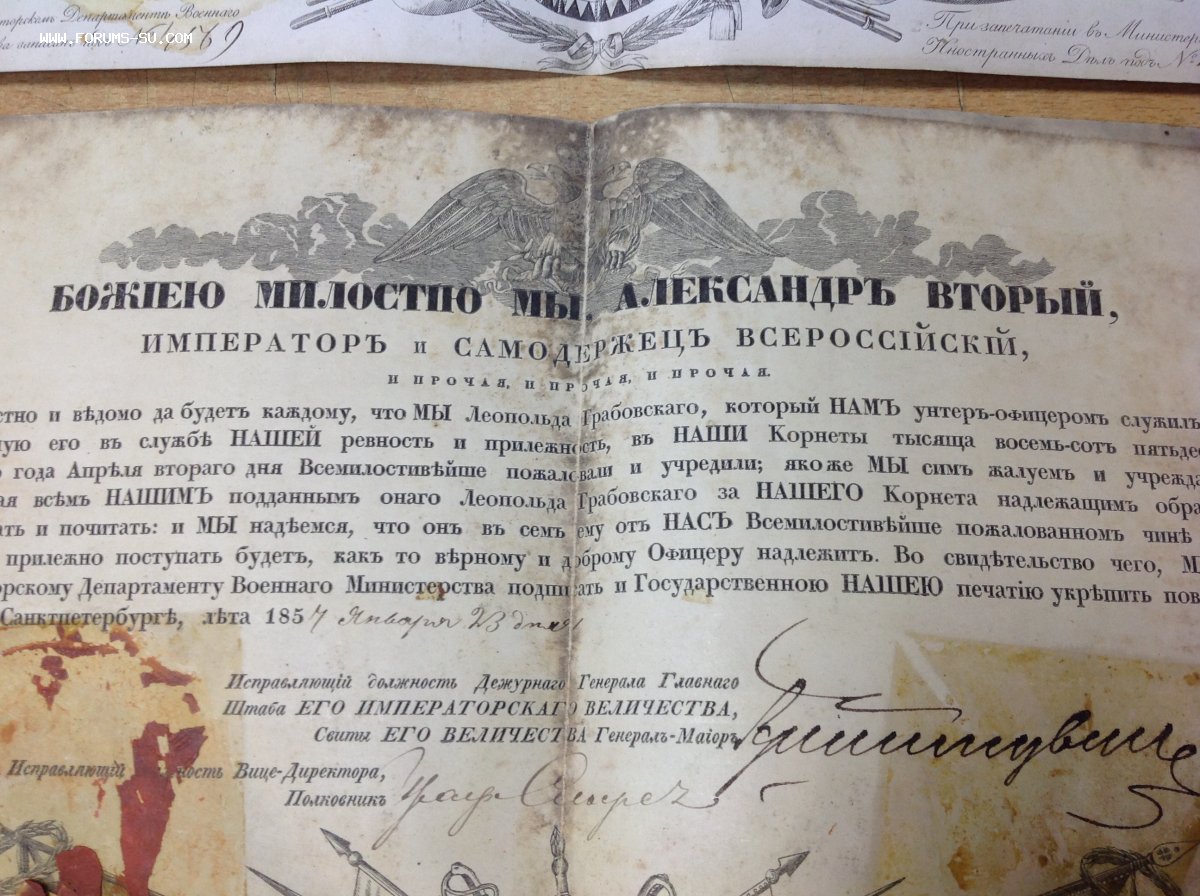 торскомъ Департаментѣ Военнаго
WWW.FORUMS-SU.COM
При запечатаніи въ Министер
Иностранныхъ Дѣлъ подъ №
БОЖІЕЮ МИЛОСТІЮ МЫ, АЛЕКСАНДРЪ ВТОРЫЙ,
ИМПЕРАТОРЪ и САМОДЕРЖЕЦЪ ВСЕРОССІЙСКІЙ,
И ПРОЧАЯ, И ПРОЧАЯ, И ПРОЧАЯ.
стно и вѣдомо да будетъ каждому, что МЫ Леопольда Грабовскаго, который НАМЪ унтеръ-офицеромъ служилъ
ную его въ службѣ НАШЕЙ ревность и прилежность, въ НАШИ Корнеты тысяща восемь-сотъ пятьдес
года Апрѣля втораго дня Всемилостивѣйше пожаловали и учредили; якоже МЫ симъ жалуемъ и учрежда
ая всѣмъ НАШИМЪ подданнымъ онаго Леопольда Грабовскаго за НАШЕГО Корнета надлежащимъ обра
ать и почитать: и МЫ надѣемся, что онъ въ семъ ему отъ НАСЪ Всемилостивѣйше пожалованномъ чинѣ
прилежно поступать будетъ, какъ то вѣрному и доброму Офицеру надлежитъ. Во свидѣтельство чего, М
орскому Департаменту Военнаго Министерства подписать и Государственною НАШЕЮ печатію укрѣпить пов
Санктпетербургѣ, лѣта 1857 Января 23 дня
Исправляющій должность Дежурнаго Генерала Главнаго
Штаба ЕГО ИМПЕРАТОРСКАГО ВЕЛИЧЕСТВА,
Свиты ЕГО ВЕЛИЧЕСТВА Генералъ-Маіоръ
Исправляющій должность Вице-Директора,
Полковникъ Графъ